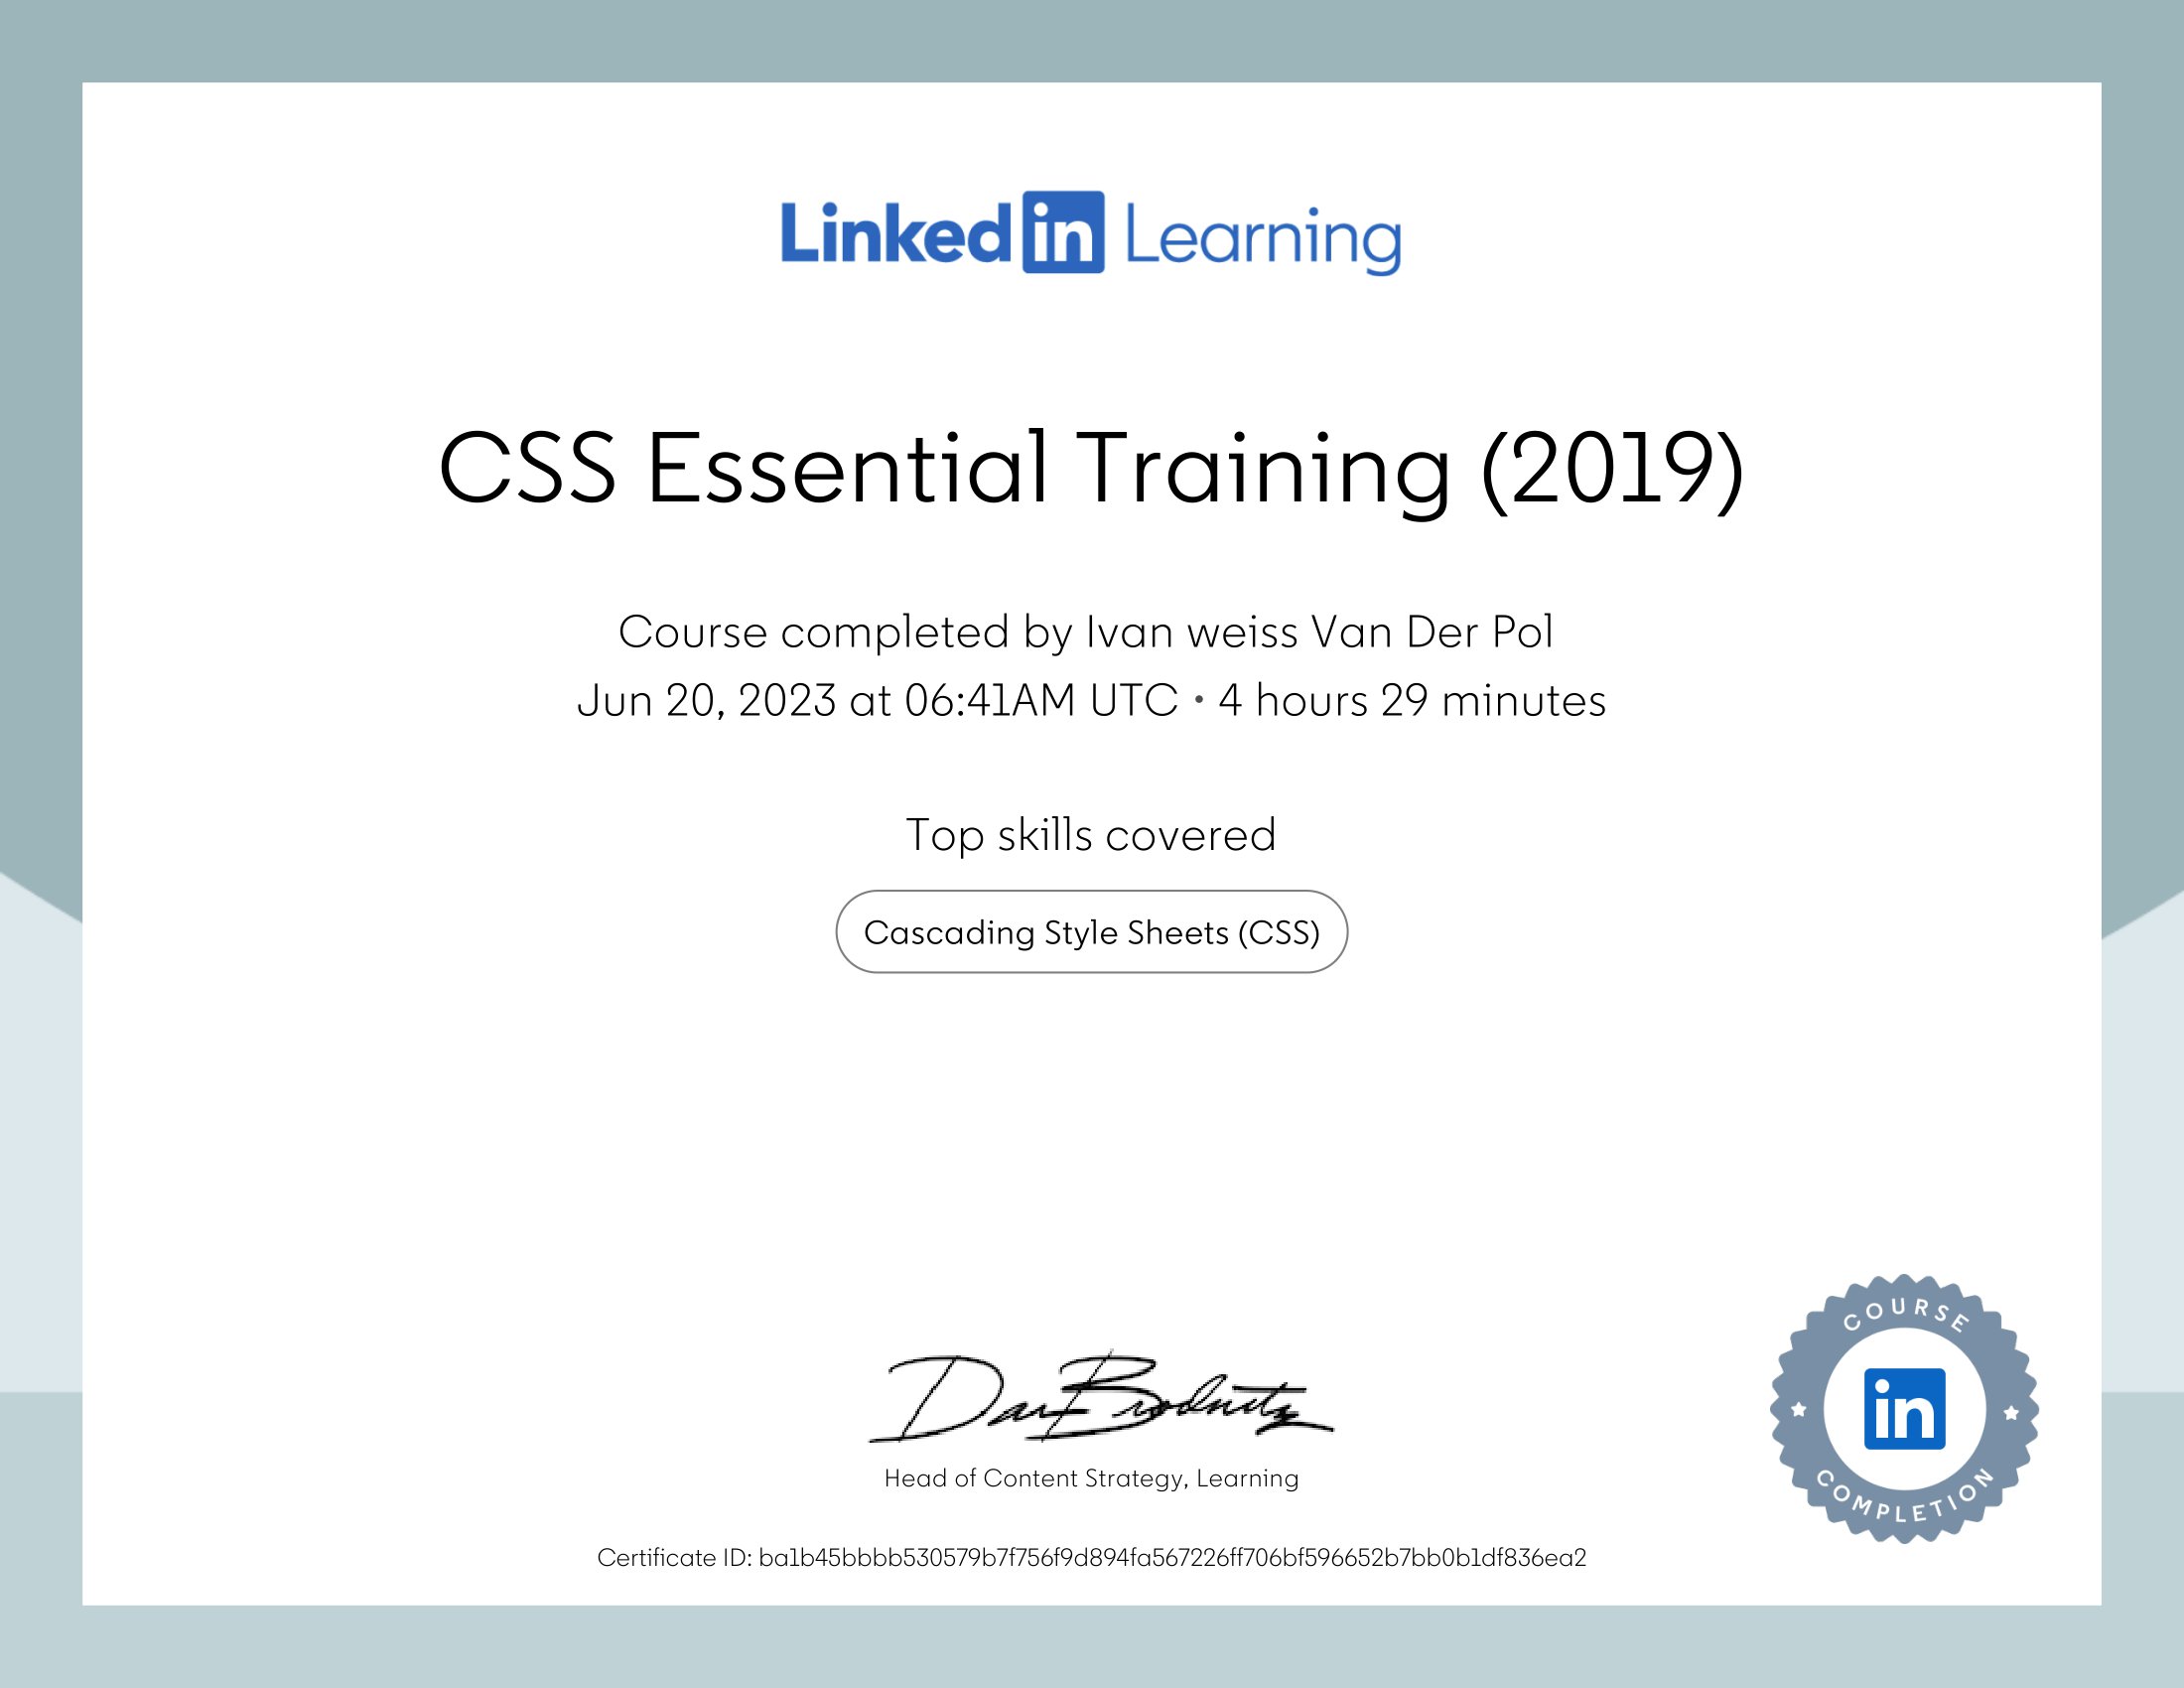 Linked in Learning
CSS Essential Training (2019)
Course completed by Ivan weiss Van Der Pol
Jun 20, 2023 at 06:41AM UTC • 4 hours 29 minutes
Top skills covered
Cascading Style Sheets (CSS)
Head of Content Strategy, Learning
Certificate ID: ba1b45bbbb530579b7f756f9d894fa567226ff706bf596652b7bb0b1df836ea2
COURSE
in
COMPLETION